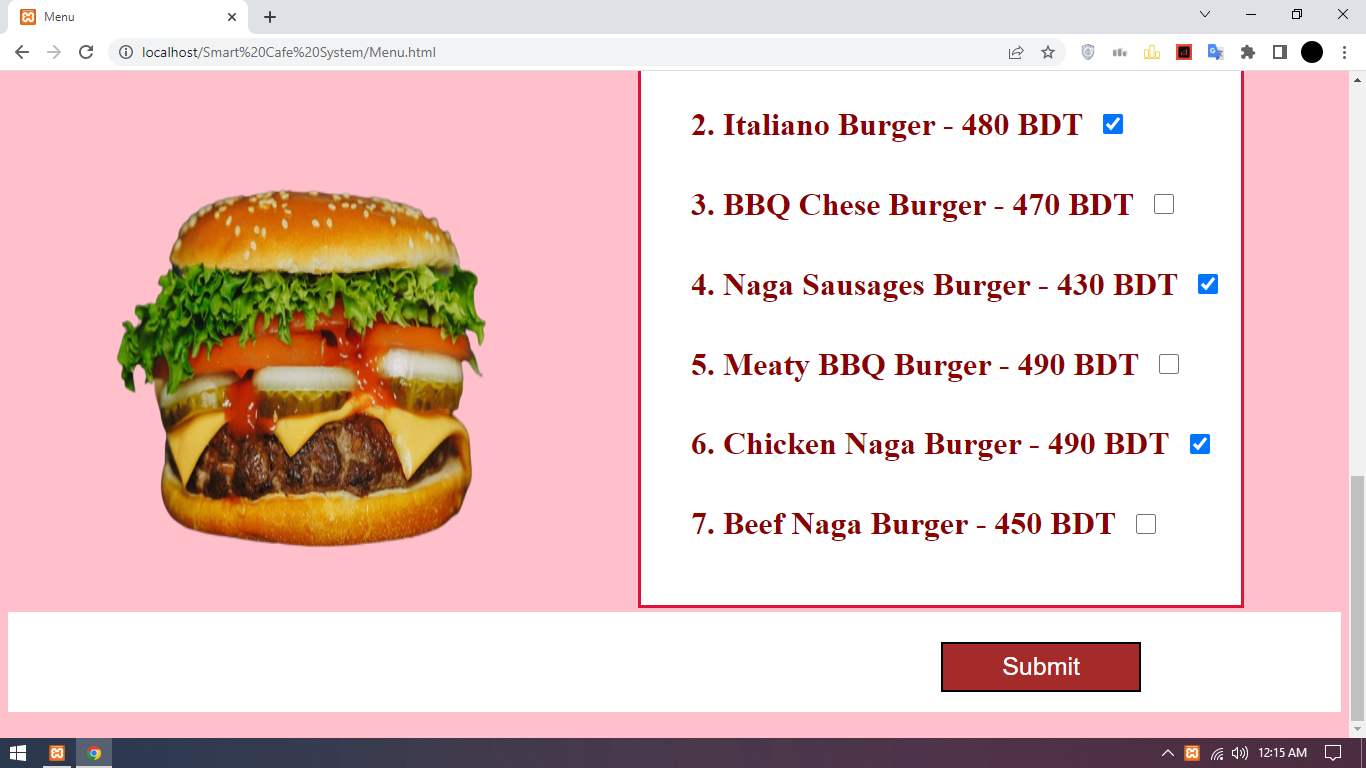 Menu
localhost/Smart%20Cafe%20System/Menu.html
2. Italiano Burger - 480 BDT
3. BBQ Chese Burger - 470 BDT
4. Naga Sausages Burger - 430 BDT
5. Meaty BBQ Burger - 490 BDT
6. Chicken Naga Burger - 490 BDT
7. Beef Naga Burger - 450 BDT
Submit
12:15 AM